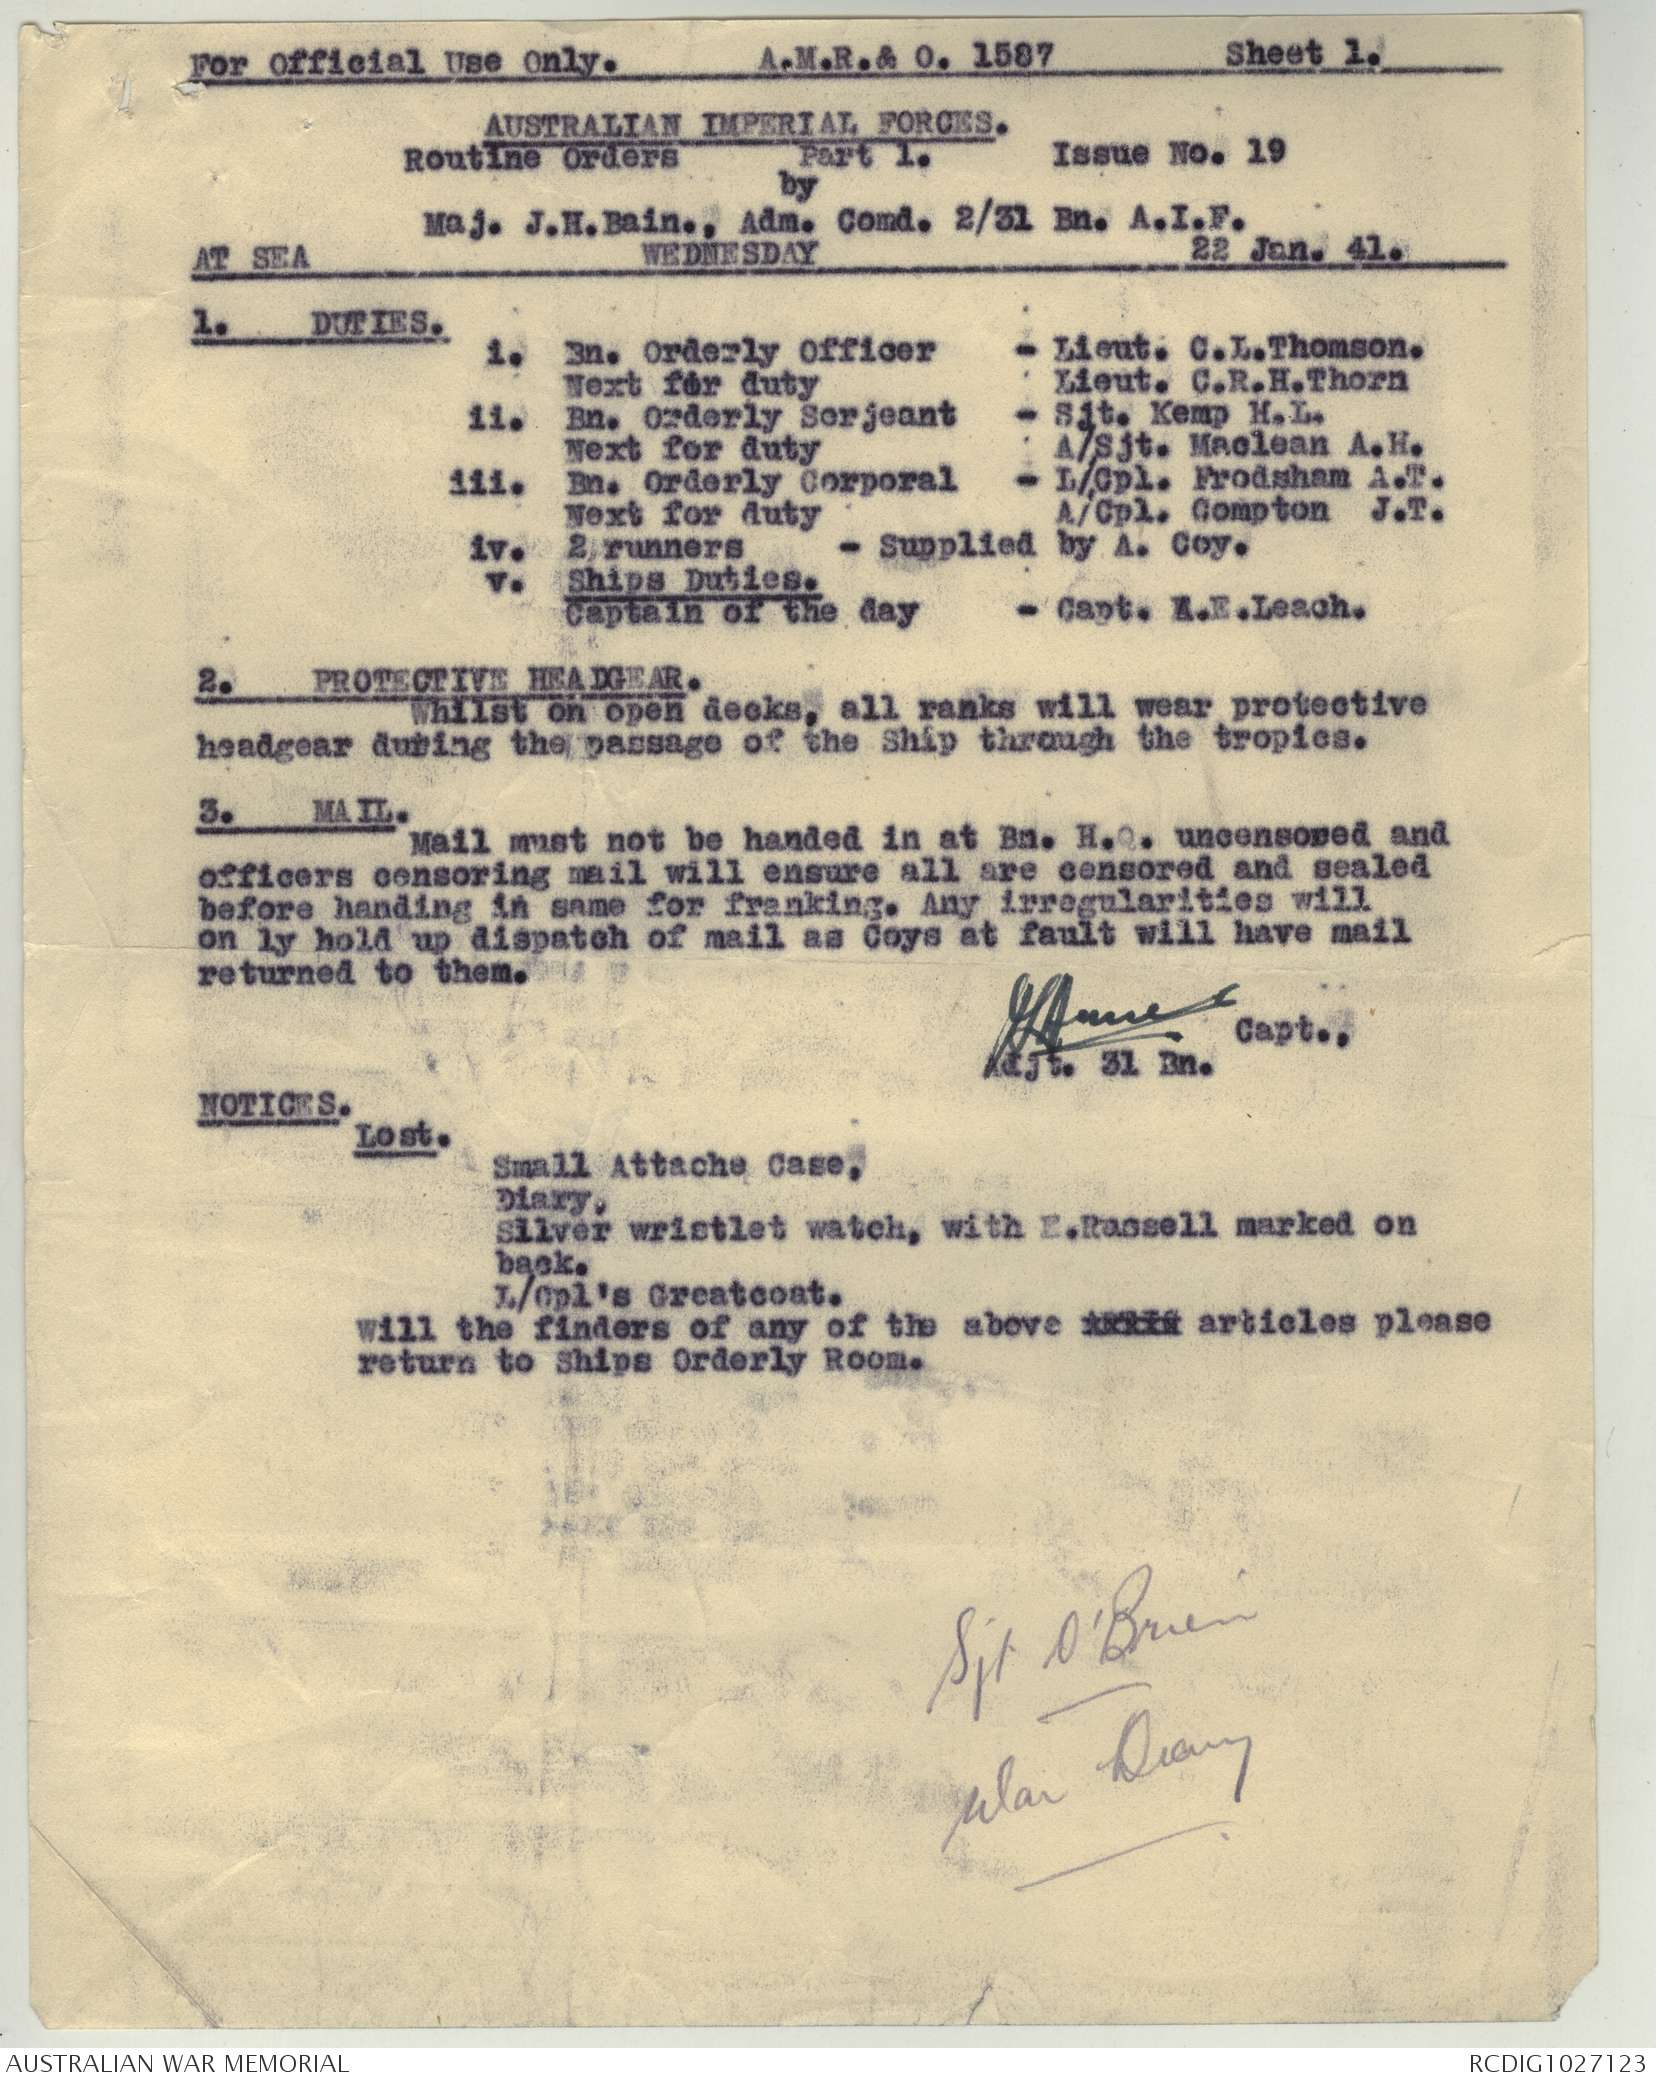 For Official Use Only. A.M.R.& O. 1587 Sheet 1.
AUSTRALIAN IMPERIAL FORCES.
Routine Orders Part 1. Issue No. 19
by
Maj. J.H.Bain., Adm. Comd. 2/31 Bn. A.I.F.
AT SEA WEDNESDAY 22 Jan. 41.
1. DUTIES.
i. Bn. Orderly Officer - Lieut. C.L.Thomson.
Next for duty Lieut. C.R.H.Thorn
ii. Bn. Orderly Serjeant - Sjt. Kemp H.L.
Next for duty A/Sjt. Maclean A.H.
iii. Bn. Orderly Corporal - L/Cpl. Frodsham A.T.
Next for duty A/Cpl. Compton J.T.
iv. 2 runners - Supplied by A. Coy.
v. Ships Duties.
Captain of the day - Capt. A.E.Leach.
2. PROTECTIVE HEADGEAR.
Whilst on open decks, all ranks will wear protective
headgear during the passage of the Ship through the tropics.
3. MAIL.
Mail must not be handed in at Bn. H.Q. uncensored and
officers censoring mail will ensure all are censored and sealed
before handing in same for franking. Any irregularities will
on ly hold up dispatch of mail as Coys at fault will have mail
returned to them.
Capt.,
Adjt. 31 Bn.
NOTICES.
Lost.
Small Attache Case,
Diary,
Silver wristlet watch, with E.Russell marked on
back.
L/Cpl's Greatcoat.
Will the finders of any of the above articles please
return to Ships Orderly Room.
Sjt O'Brien
War Diary
AUSTRALIAN WAR MEMORIAL RCDIG1027123